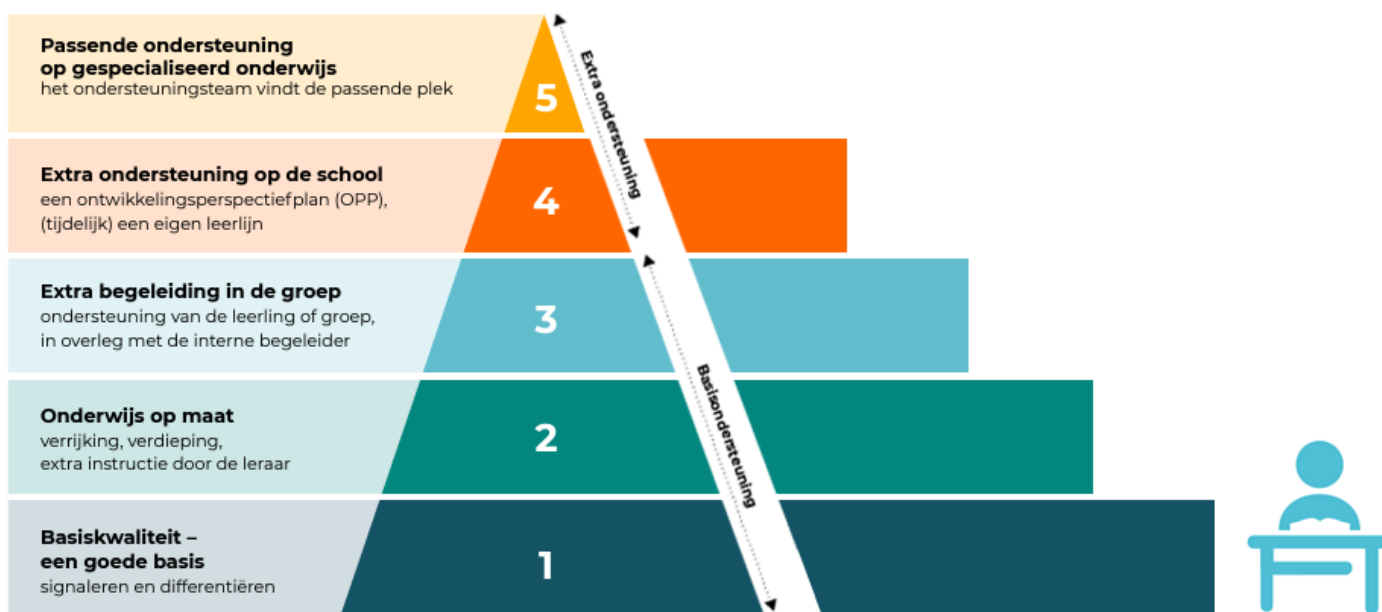 Passende ondersteuning
op gespecialiseerd onderwijs
het ondersteuningsteam vindt de passende plek
5
Extra ondersteuning
Extra ondersteuning op de school
een ontwikkelingsperspectiefplan (OPP),
(tijdelijk) een eigen leerlijn
4
Extra begeleiding in de groep
ondersteuning van de leerling of groep,
in overleg met de interne begeleider
3
Basisondersteuning
Onderwijs op maat
verrijking, verdieping,
extra instructie door de leraar
2
Basiskwaliteit –
een goede basis
signaleren en differentiëren
1